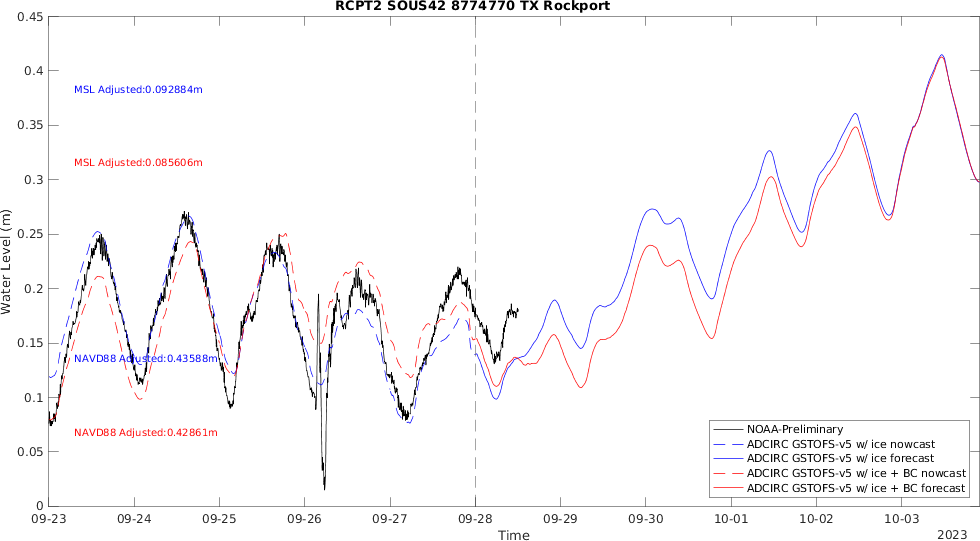 RCPT2 SOUS42 8774770 TX Rockport
0.45
0.4
0.35
0.3
0.25
0.2
0.15
0.1
0.05
0
Water Level (m)
MSL Adjusted:0.092884m
MSL Adjusted:0.085606m
NAVD88 Adjusted:0.43588m
NAVD88 Adjusted:0.42861m
NOAA-Preliminary
ADCIRC GSTOFS-v5 w/ ice nowcast
ADCIRC GSTOFS-v5 w/ ice forecast
ADCIRC GSTOFS-v5 w/ ice + BC nowcast
ADCIRC GSTOFS-v5 w/ ice + BC forecast
09-23 09-24 09-25 09-26 09-27 09-28 09-29 09-30 10-01 10-02 10-03
Time
2023